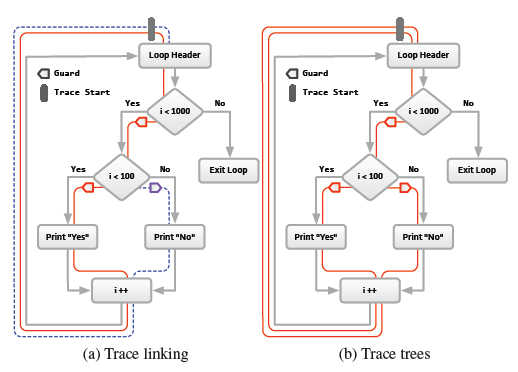 Loop Header
Guard
Trace Start
Yes
No
i < 1000
Yes
No
i < 100
Exit Loop
Print "Yes"
Print "No"
i ++
(a) Trace linking
Loop Header
Guard
Trace Start
Yes
No
i < 1000
Yes
No
i < 100
Exit Loop
Print "Yes"
Print "No"
i ++
(b) Trace trees